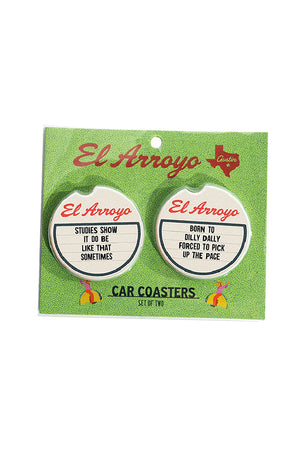 El Arroyo
Austin
El Arroyo
STUDIES SHOW
IT DO BE
LIKE THAT
SOMETIMES
El Arroyo
BORN TO
DILLY DALLY
FORCED TO PICK
UP THE PACE
CAR COASTERS
SET OF TWO